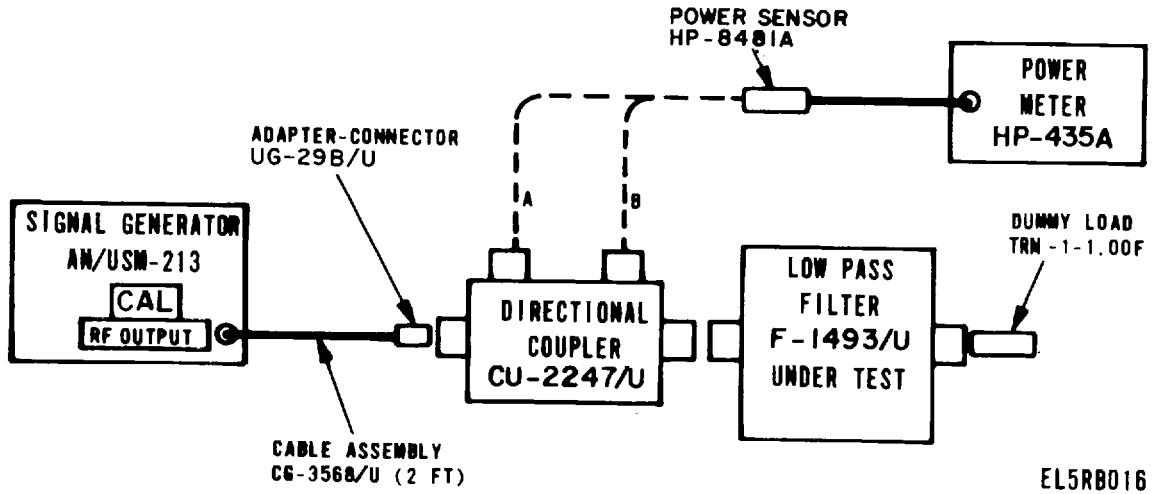 POWER SENSOR
HP-8481A
POWER
METER
HP-435A
ADAPTER-CONNECTOR
UG-29B/U
A
B
SIGNAL GENERATOR
AN/USM-213
CAL
RF OUTPUT
DIRECTIONAL
COUPLER
CU-2247/U
LOW PASS
FILTER
F-1493/U
UNDER TEST
DUMMY LOAD
TRN-1-1.00F
CABLE ASSEMBLY
CG-3568/U (2 FT)
EL5RB016